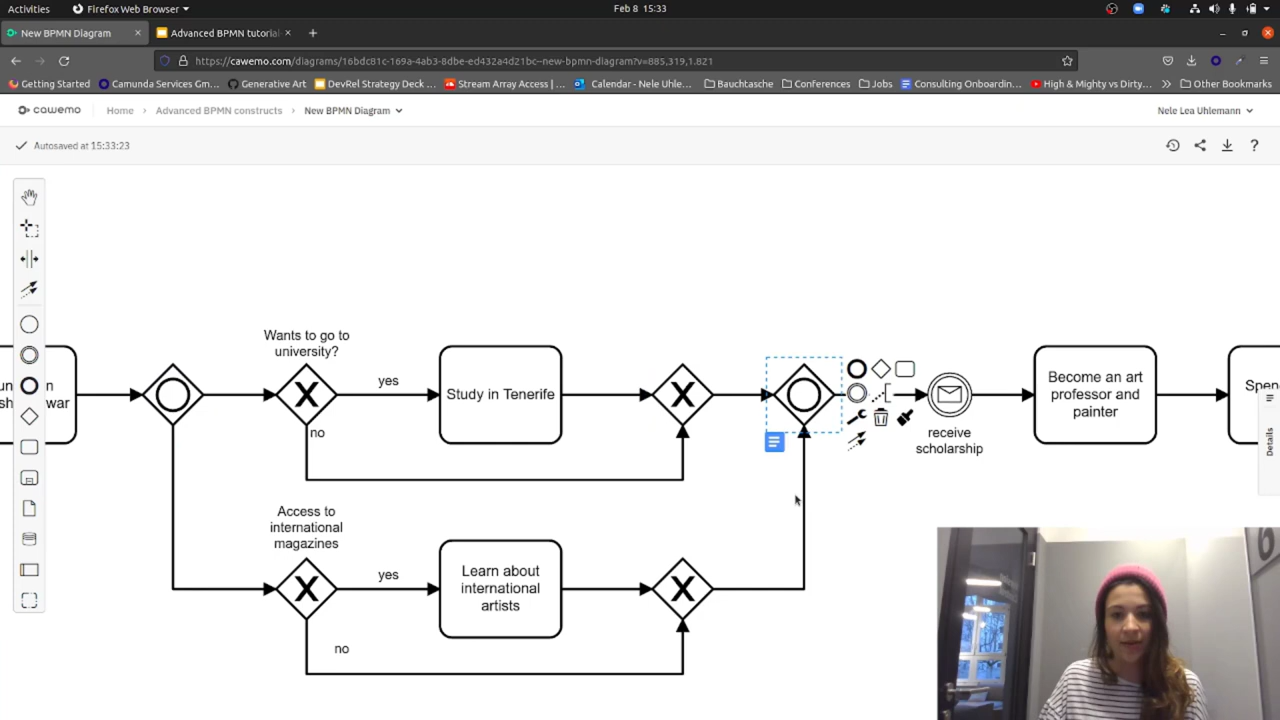 Activities
Firefox Web Browser
Feb 8 15:33
New BPMN Diagram
Advanced BPMN tutorial
https://cawemo.com/diagrams/16bdc81c-169a-4ab3-8dbe-ed432a4d21bc--new-bpmn-diagram?v=885,319,1.821
Getting Started
Camunda Services Gm...
Generative Art
DevRel Strategy Deck ...
Stream Array Access | ...
Calendar - Nele Uhle...
Bauchtasche
Conferences
Jobs
Consulting Onboardin...
High & Mighty vs Dirty...
Other Bookmarks
cawemo
Home
Advanced BPMN constructs
New BPMN Diagram
Nele Lea Uhlemann
Autosaved at 15:33:23
Wants to go to
university?
yes
Study in Tenerife
no
war
receive
scholarship
Become an art
professor and
painter
Spen
Details
Access to
international
magazines
yes
Learn about
international
artists
no
6